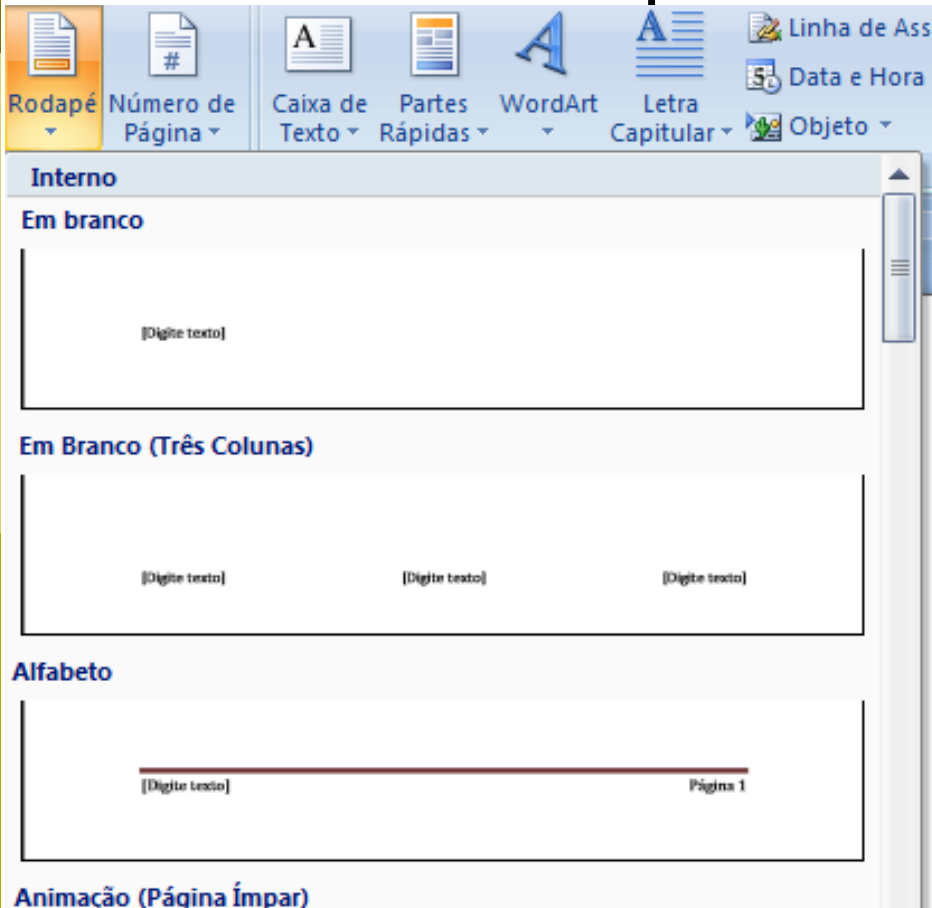 A
A
Linha de Ass
#
5
Data e Hora
Rodapé Número de Página
Caixa de Texto
Partes Rápidas
WordArt
Letra Capitular
Objeto
Interno
Em branco
[Digite texto]
Em Branco (Três Colunas)
[Digite texto] [Digite texto] [Digite texto]
Alfabeto
[Digite texto] Página 1
Animação (Página Ímpar)